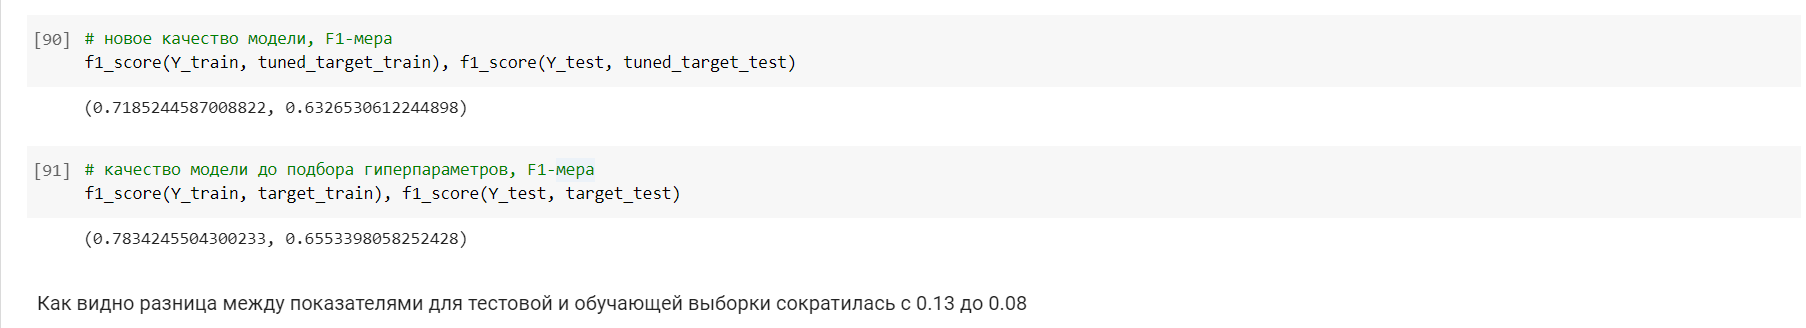 [90] # новое качество модели, F1-мера
f1_score(Y_train, tuned_target_train), f1_score(Y_test, tuned_target_test)
(0.7185244587008822, 0.6326530612244898)
[91] # качество модели до подбора гиперпараметров, F1-мера
f1_score(Y_train, target_train), f1_score(Y_test, target_test)
(0.7834245504300233, 0.6553398058252428)
Как видно разница между показателями для тестовой и обучающей выборки сократилась с 0.13 до 0.08